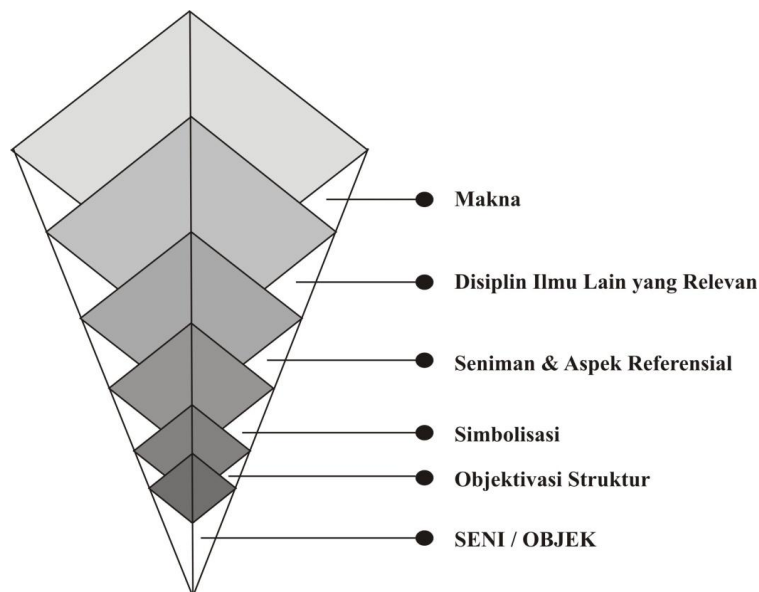 Makna
Disiplin Ilmu Lain yang Relevan
Seniman & Aspek Referensial
Simbolisasi
Objektivasi Struktur
SENI / OBJEK